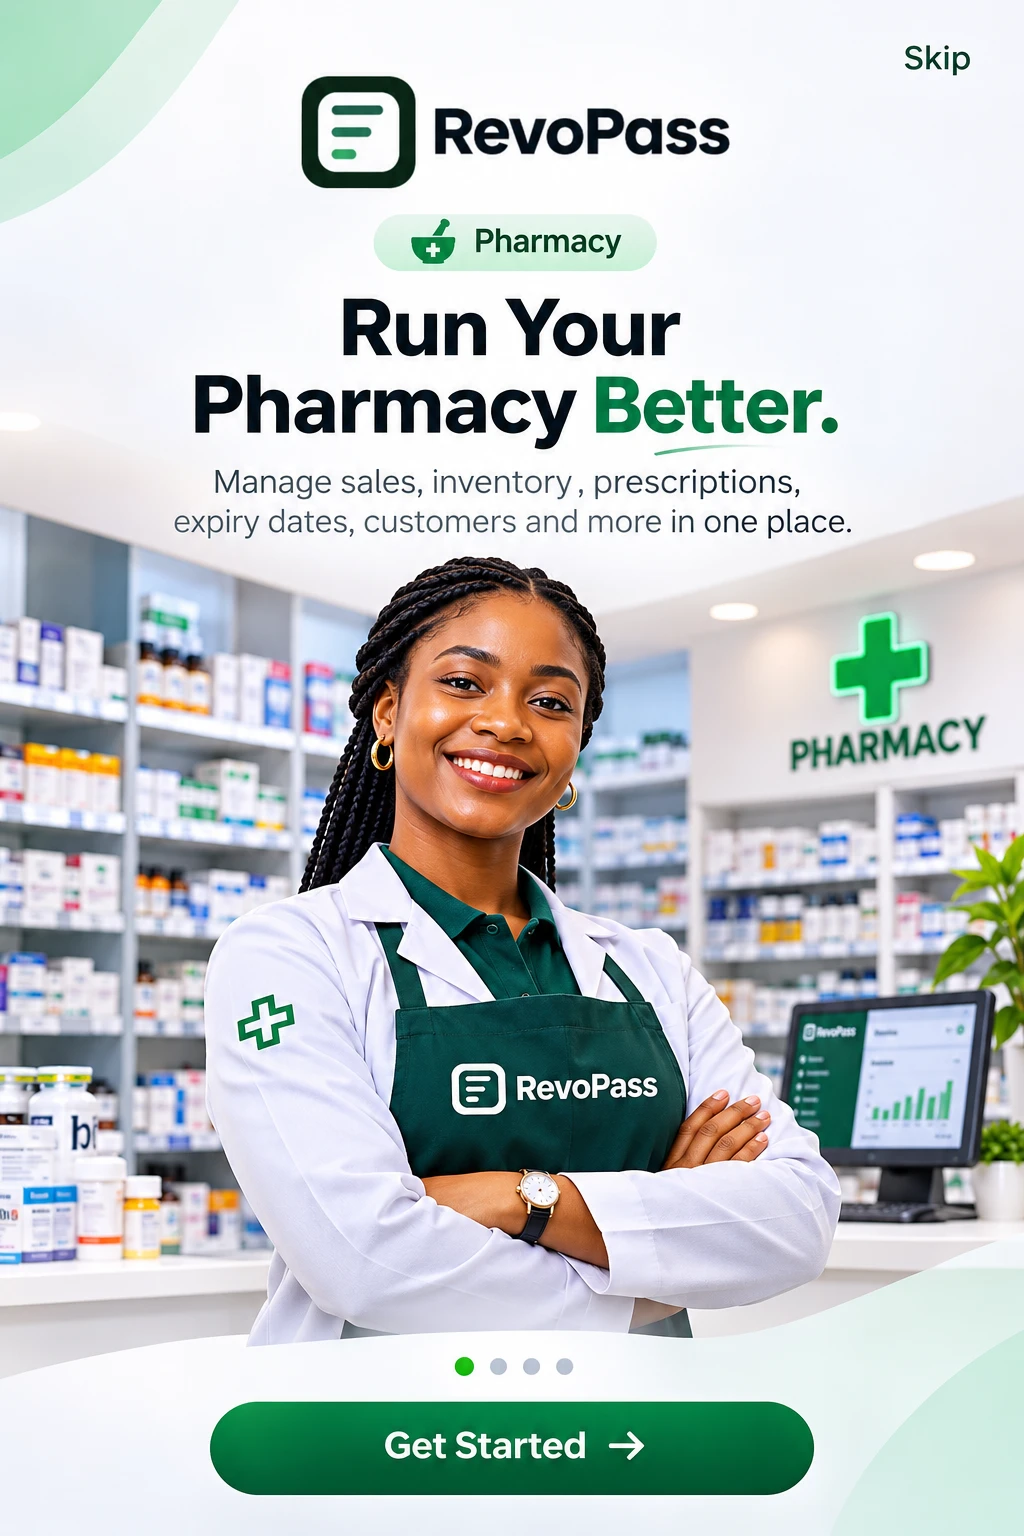 Skip
RevoPass
Pharmacy
Run Your
Pharmacy Better.
Manage sales, inventory , prescriptions,
expiry dates, customers and more in one place.
PHARMACY
RevoPass
RevoPass
Get Started →